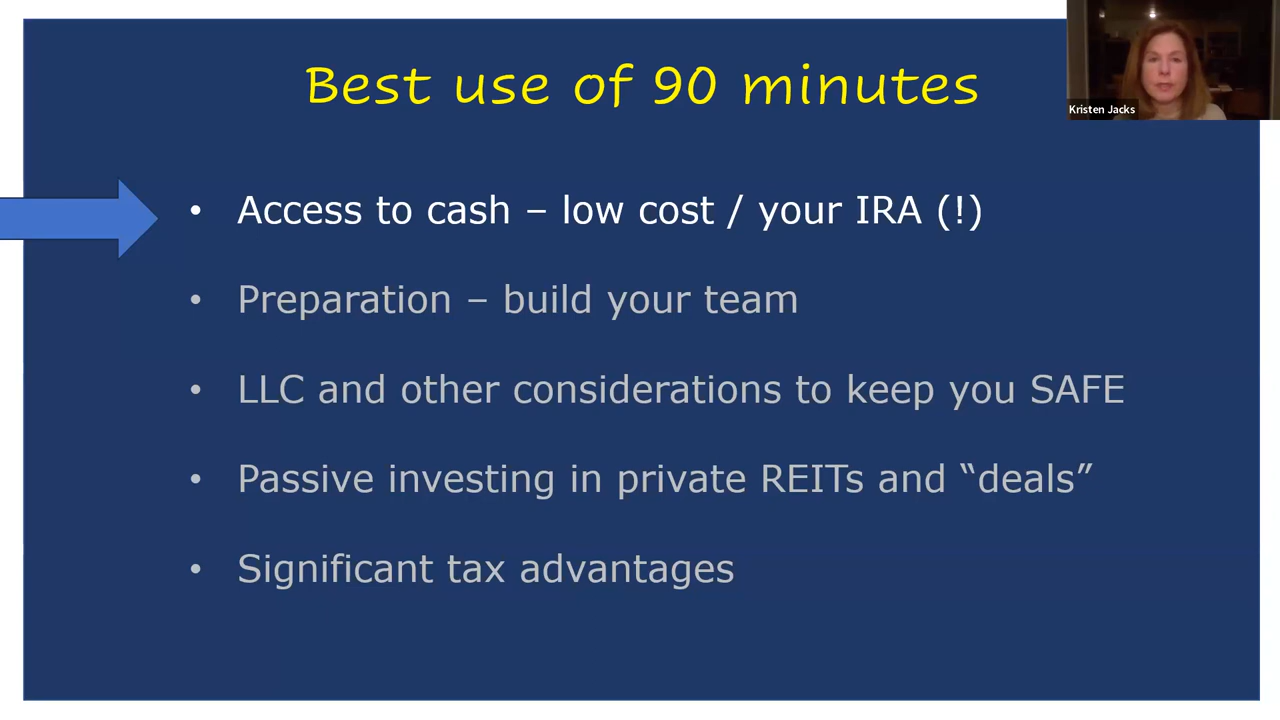 Best use of 90 minutes
Kristen Jacks
• Access to cash – low cost / your IRA (!)
• Preparation – build your team
• LLC and other considerations to keep you SAFE
• Passive investing in private REITs and “deals”
• Significant tax advantages